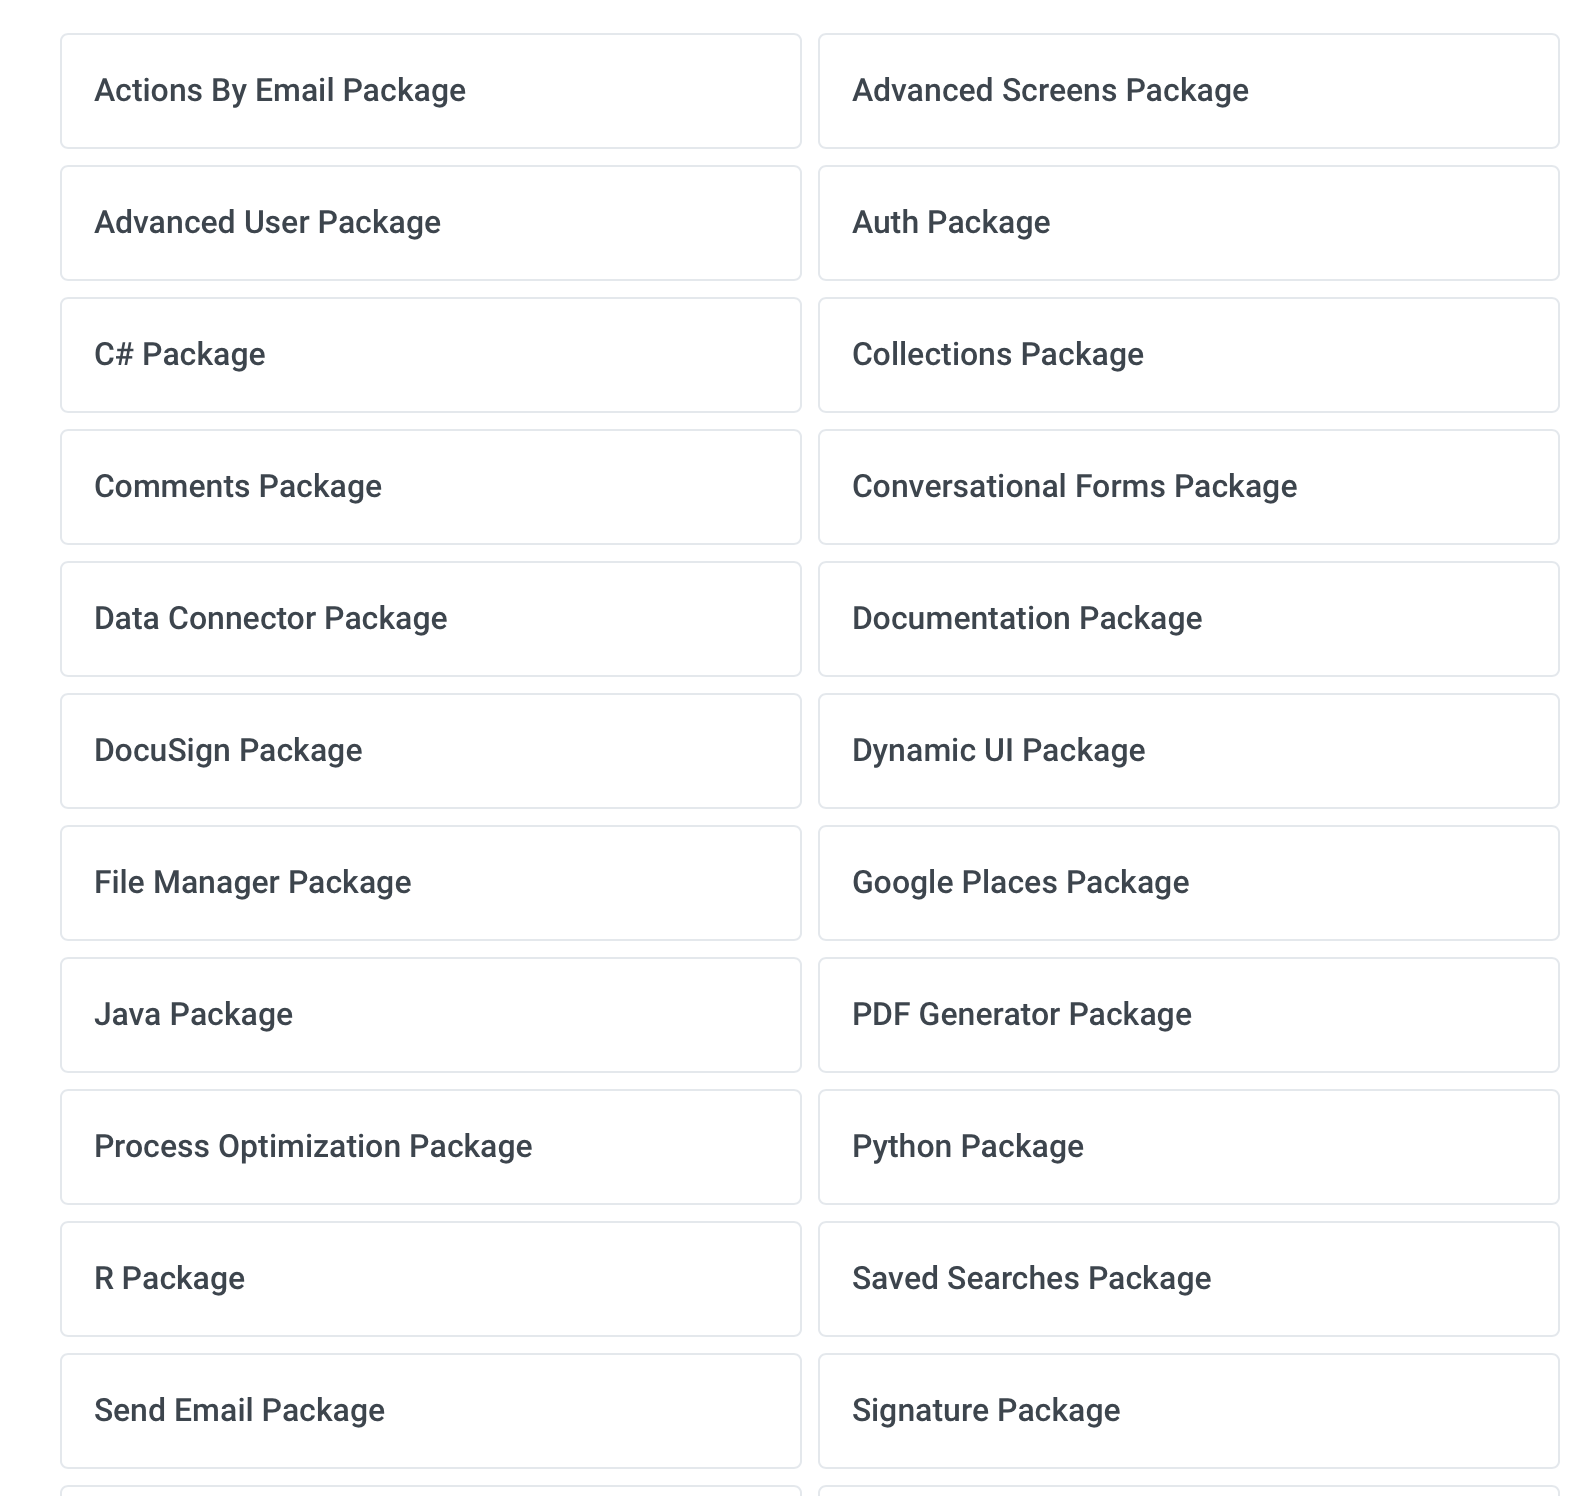 Actions By Email Package
Advanced Screens Package
Advanced User Package
Auth Package
C# Package
Collections Package
Comments Package
Conversational Forms Package
Data Connector Package
Documentation Package
DocuSign Package
Dynamic UI Package
File Manager Package
Google Places Package
Java Package
PDF Generator Package
Process Optimization Package
Python Package
R Package
Saved Searches Package
Send Email Package
Signature Package